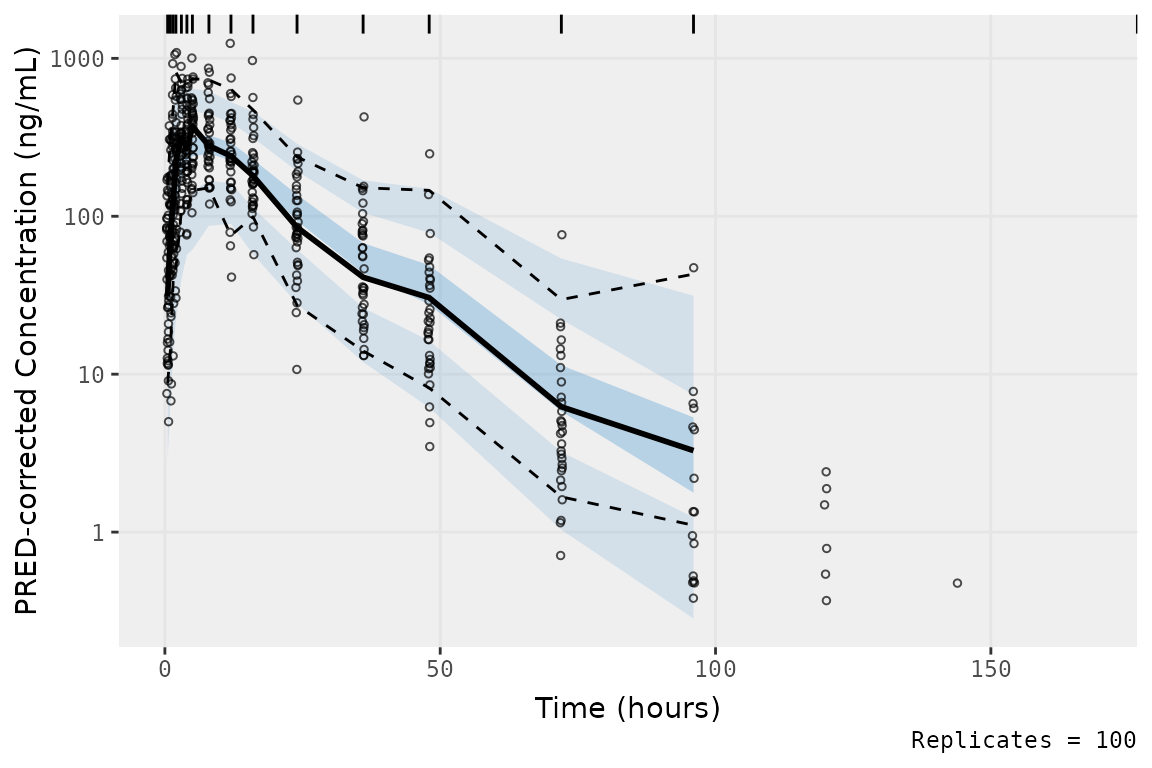 PRED-corrected Concentration (ng/mL)
1000
100
10
1
0
50
100
150
Time (hours)
Replicates = 100